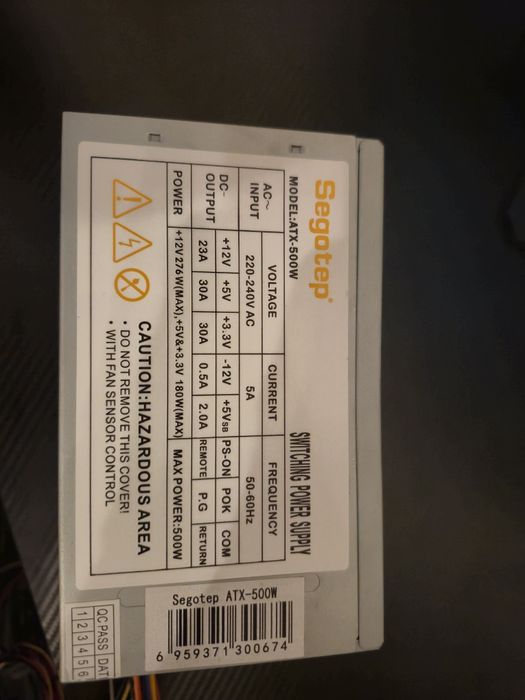 Segotep®
SWITCHING POWER SUPPLY
MODEL:ATX-500W
AC~ INPUT VOLTAGE CURRENT FREQUENCY
220-240V AC 5A 50-60Hz
DC⎓ OUTPUT +12V +5V +3.3V -12V +5VSB PS-ON POK COM
23A 30A 30A 0.5A 2.0A REMOTE P.G RETURN
POWER +12V276W(MAX),+5V&+3.3V 180W(MAX) MAX POWER:500W
CAUTION:HAZARDOUS AREA
• DO NOT REMOVE THIS COVER!
• WITH FAN SENSOR CONTROL
Segotep ATX-500W
6 959371 300674
QC PASS DAT
1 2 3 4 5 6